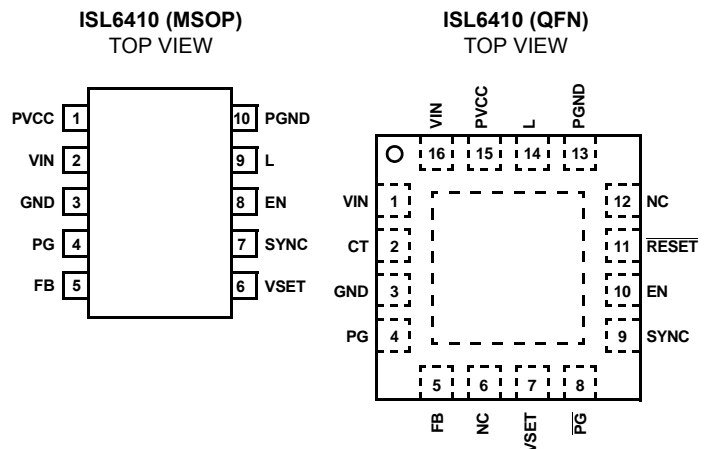 ISL6410 (MSOP)
TOP VIEW
PVCC 1
10 PGND
VIN 2
9 L
GND 3
8 EN
PG 4
7 SYNC
FB 5
6 VSET
ISL6410 (QFN)
TOP VIEW
VIN PVCC L PGND
16 15 14 13
VIN 1
12 NC
CT 2
11 R̅E̅S̅E̅T̅
GND 3
10 EN
PG 4
9 SYNC
5 6 7 8
FB NC VSET P̅G̅